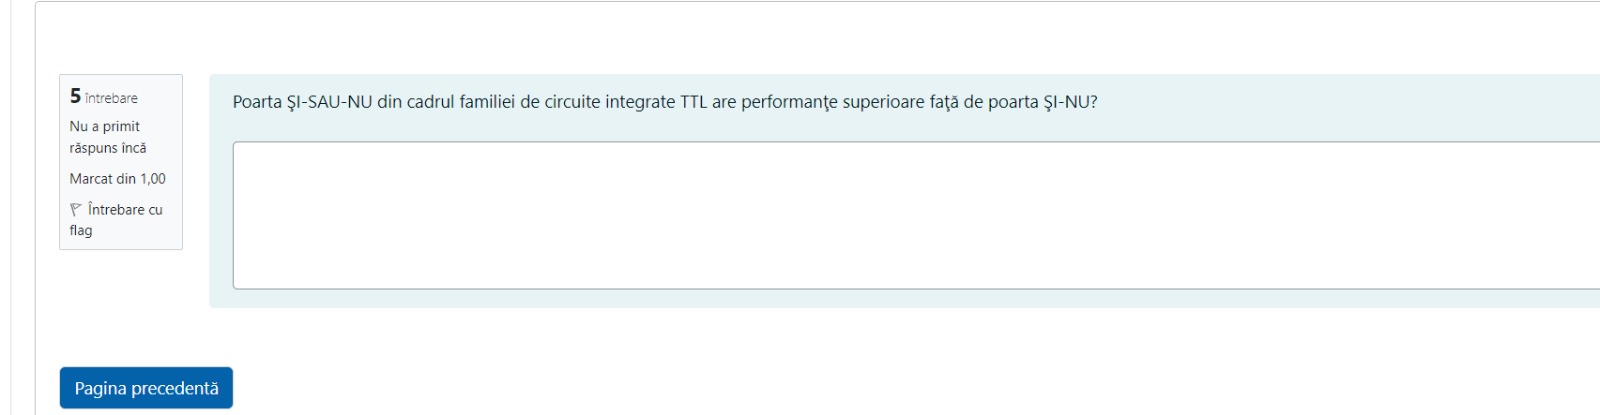 5 întrebare
Nu a primit
răspuns încă
Marcat din 1,00
Întrebare cu
flag
Poarta ŞI-SAU-NU din cadrul familiei de circuite integrate TTL are performanţe superioare faţă de poarta ŞI-NU?
Pagina precedentă